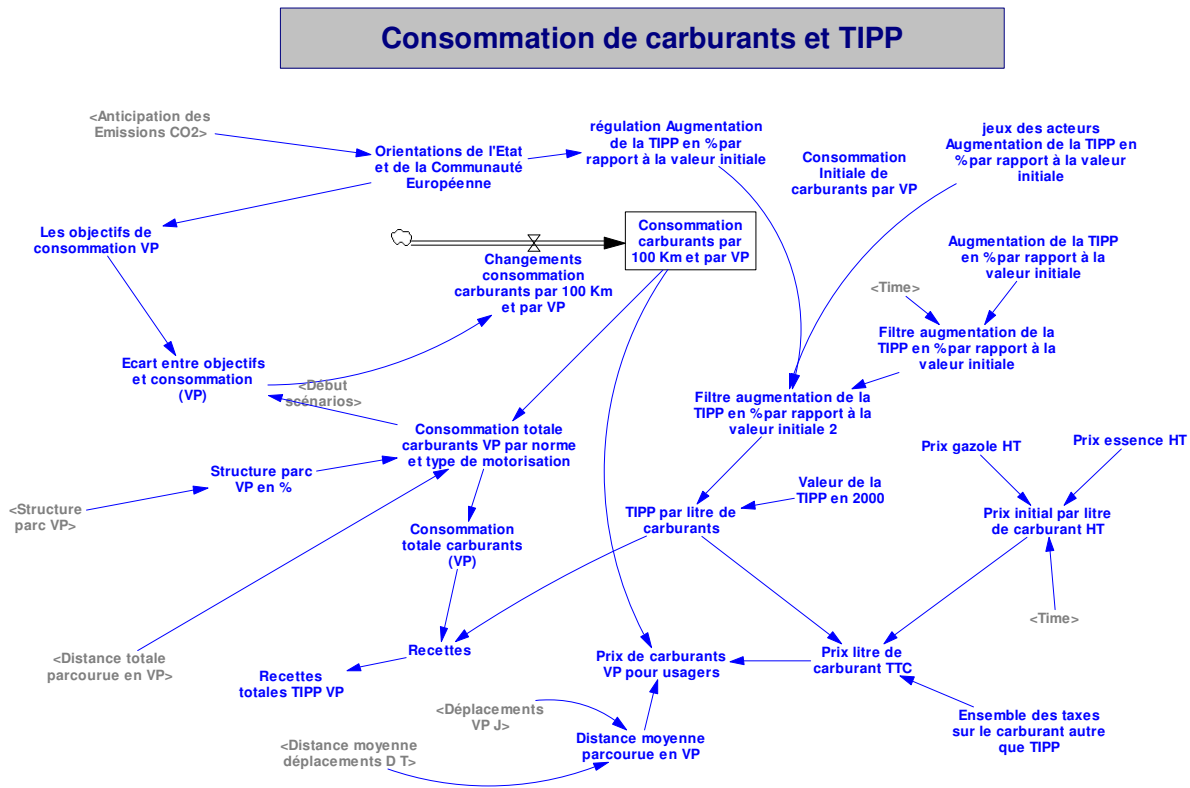 Consommation de carburants et TIPP
<Anticipation des
Emissions CO2>
Orientations de l'Etat
et de la Communauté
Européenne
régulation Augmentation
de la TIPP en %par
rapport à la valeur initiale
Consommation
Initiale de
carburants par VP
jeux des acteurs
Augmentation de la TIPP en
%par rapport à la valeur
initiale
Les objectifs de
consommation VP
Consommation
carburants par
100 Km et par VP
Changements
consommation
carburants par 100 Km
et par VP
Augmentation de la TIPP
en %par rapport à la
valeur initiale
<Time>
Filtre augmentation de la
TIPP en %par rapport à la
valeur initiale
Ecart entre objectifs
et consommation
(VP)
<Début
scénarios>
Filtre augmentation de la
TIPP en %par rapport à la
valeur initiale 2
Consommation totale
carburants VP par norme
et type de motorisation
Prix gazole HT
Prix essence HT
Structure parc
VP en %
<Structure
parc VP>
Valeur de la
TIPP en 2000
TIPP par litre de
carburants
Prix initial par litre
de carburant HT
Consommation
totale carburants
(VP)
<Time>
<Distance totale
parcourue en VP>
Recettes
Recettes
totales TIPP VP
Prix de carburants
VP pour usagers
Prix litre de
carburant TTC
<Déplacements
VP J>
<Distance moyenne
déplacements D T>
Distance moyenne
parcourue en VP
Ensemble des taxes
sur le carburant autre
que TIPP